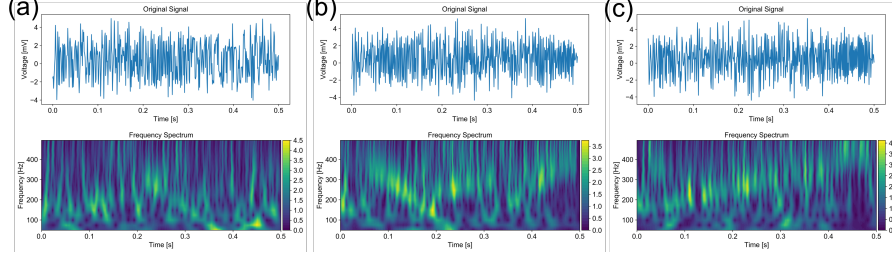 (a)
Original Signal
Voltage [mV]
4
2
0
−2
−4
0.0 0.1 0.2 0.3 0.4 0.5
Time [s]
Frequency Spectrum
Frequency [Hz]
400
300
200
100
0.0 0.1 0.2 0.3 0.4 0.5
Time [s]
4.5
4.0
3.5
3.0
2.5
2.0
1.5
1.0
0.5
0.0
(b)
Original Signal
Voltage [mV]
4
2
0
−2
−4
0.0 0.1 0.2 0.3 0.4 0.5
Time [s]
Frequency Spectrum
Frequency [Hz]
400
300
200
100
0.0 0.1 0.2 0.3 0.4 0.5
Time [s]
3.5
3.0
2.5
2.0
1.5
1.0
0.5
0.0
(c)
Original Signal
Voltage [mV]
4
2
0
−2
−4
0.0 0.1 0.2 0.3 0.4 0.5
Time [s]
Frequency Spectrum
Frequency [Hz]
400
300
200
100
0.0 0.1 0.2 0.3 0.4 0.5
Time [s]